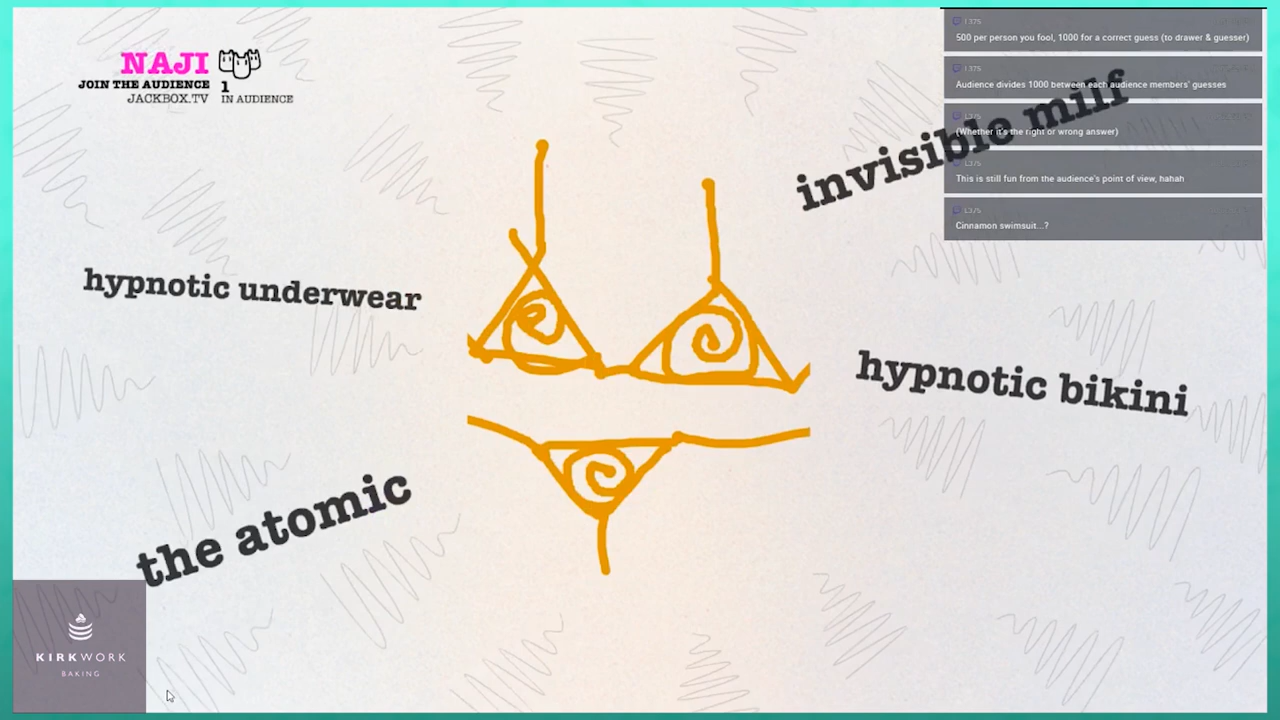 NAJI
JOIN THE AUDIENCE
JACKBOX.TV
1
IN AUDIENCE
500 per person you fool, 1000 for a correct guess (to drawer & guesser)
Audience divides 1000 between each audience members' guesses
(Whether it's the right or wrong answer)
This is still fun from the audience's point of view, hahah
Cinnamon swimsuit...?
invisible milf
hypnotic underwear
hypnotic bikini
the atomic
KIRKWORK
BAKING